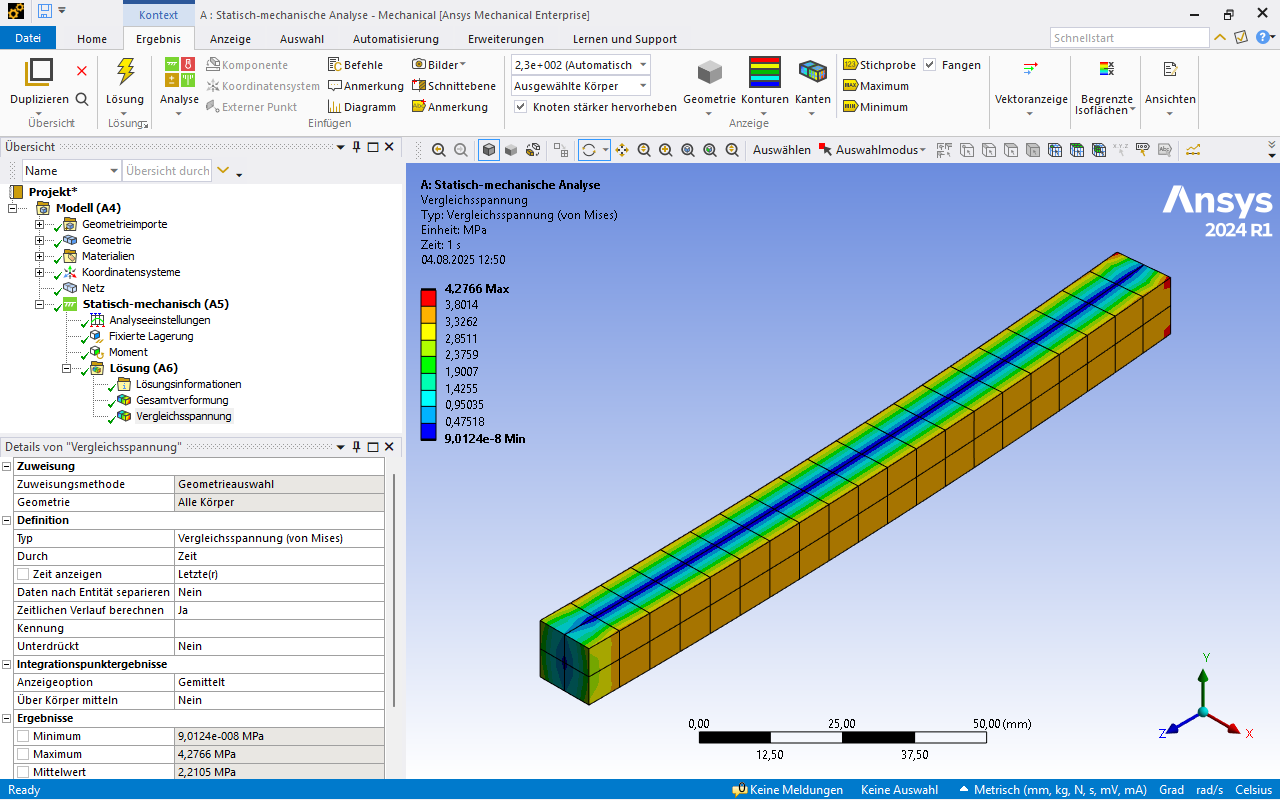 Kontext
A : Statisch-mechanische Analyse - Mechanical [Ansys Mechanical Enterprise]
Datei Home Ergebnis Anzeige Auswahl Automatisierung Erweiterungen Lernen und Support
Schnellstart
Duplizieren
Übersicht
Lösung
Lösung
Analyse
Komponente
Koordinatensystem
Externer Punkt
Befehle
Anmerkung
Diagramm
Bilder
Schnittebene
Anmerkung
Einfügen
2,3e+002 (Automatisch
Ausgewählte Körper
Knoten stärker hervorheben
Geometrie
Konturen
Kanten
Stichprobe
Fangen
Maximum
Minimum
Anzeige
Vektoranzeige
Begrenzte
Isoflächen
Ansichten
Übersicht
Name
Übersicht durch
Projekt*
Modell (A4)
Geometrieimporte
Geometrie
Materialien
Koordinatensysteme
Netz
Statisch-mechanisch (A5)
Analyseeinstellungen
Fixierte Lagerung
Moment
Lösung (A6)
Lösungsinformationen
Gesamtverformung
Vergleichsspannung
Details von "Vergleichsspannung"
Zuweisung
Zuweisungsmethode Geometrieauswahl
Geometrie Alle Körper
Definition
Typ Vergleichsspannung (von Mises)
Durch Zeit
Zeit anzeigen Letzte(r)
Daten nach Entität separieren Nein
Zeitlichen Verlauf berechnen Ja
Kennung
Unterdrückt Nein
Integrationspunktergebnisse
Anzeigeoption Gemittelt
Über Körper mitteln Nein
Ergebnisse
Minimum 9,0124e-008 MPa
Maximum 4,2766 MPa
Mittelwert 2,2105 MPa
Auswählen Auswahlmodus
A: Statisch-mechanische Analyse
Vergleichsspannung
Typ: Vergleichsspannung (von Mises)
Einheit: MPa
Zeit: 1 s
04.08.2025 12:50
4,2766 Max
3,8014
3,3262
2,8511
2,3759
1,9007
1,4255
0,95035
0,47518
9,0124e-8 Min
Ansys
2024 R1
0,00 25,00 50,00 (mm)
12,50 37,50
Y
Z
X
Ready
0
Keine Meldungen Keine Auswahl Metrisch (mm, kg, N, s, mV, mA) Grad rad/s Celsius